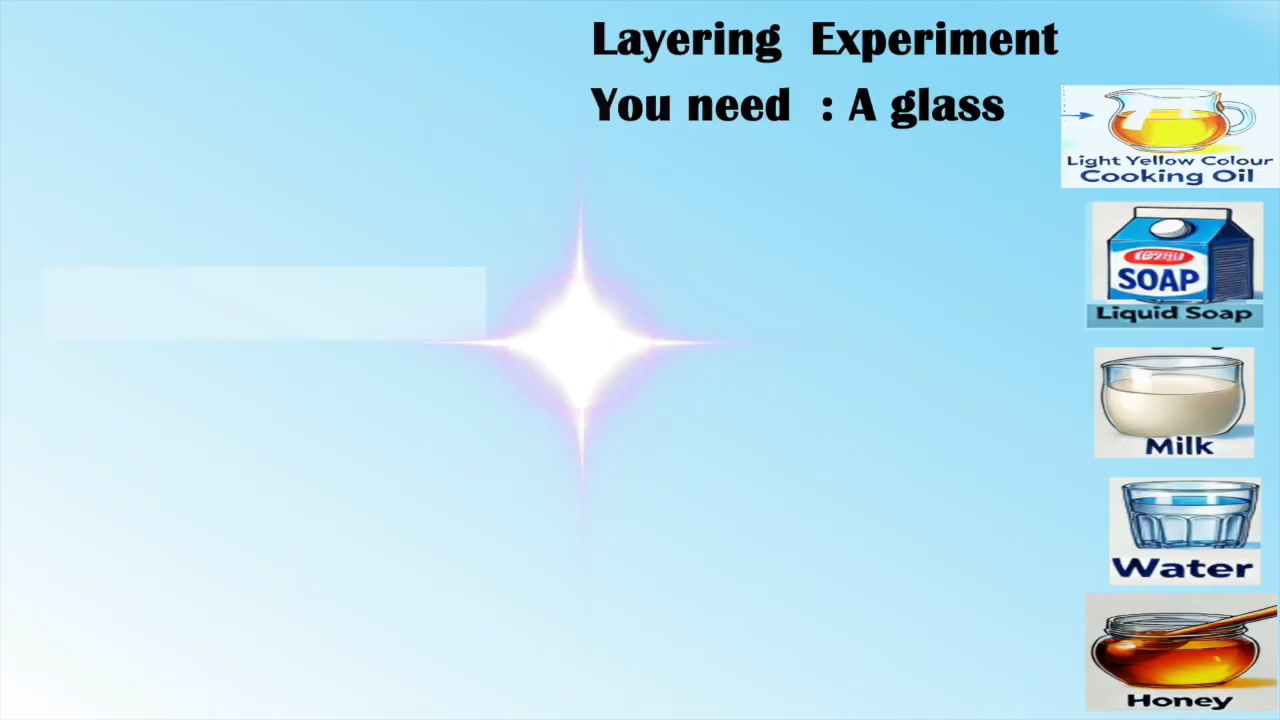 Layering Experiment
You need : A glass
Light Yellow Colour
Cooking Oil
SOAP
Liquid Soap
Milk
Water
Honey